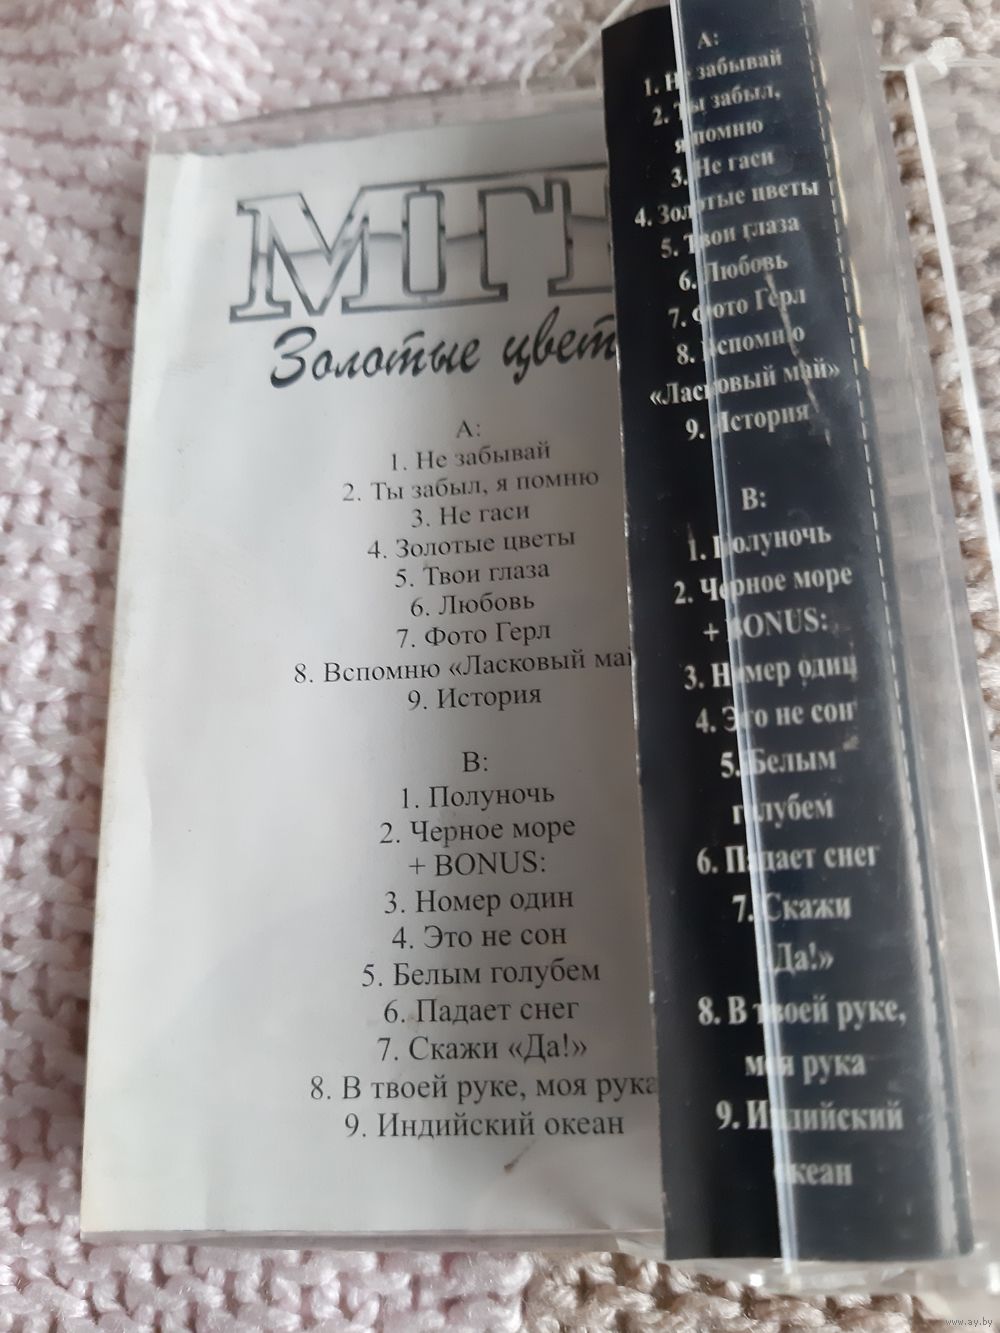 Золотые
А:
1. Не забывай
2. Ты забыл, я помню
3. Не гаси
4. Золотые цветы
5. Твои глаза
6. Любовь
7. Фото Герл
8. Вспомню «Ласковый
9. История
В:
1. Полуночь
2. Черное море
+ BONUS:
3. Номер один
4. Это не сон
5. Белым голубем
6. Падает снег
7. Скажи «Да!»
8. В твоей руке, моя рука
9. Индийский океан
А:
1. Не забывай
2. Ты забыл,
я помню
3. Не гаси
4. Золотые цветы
5. Твои глаза
6. Любовь
7. Фото Герл
8. Вспомню
«Ласковый май»
9. История
В:
1. Полуночь
2. Черное море
+ BONUS:
3. Номер один
4. Это не сон
5. Белым
голубем
6. Падает снег
7. Скажи
Да!»
8. В твоей руке,
моя рука
9. Индийский
океан
www.ay.by